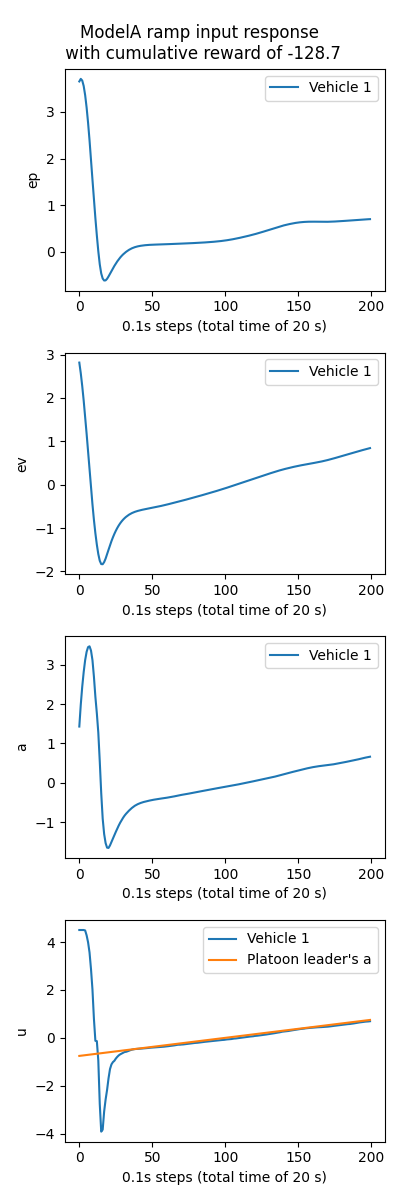 ModelA ramp input response
with cumulative reward of -128.7
Vehicle 1
3
2
1
0
ep
0 50 100 150 200
0.1s steps (total time of 20 s)
Vehicle 1
3
2
1
0
−1
−2
ev
0 50 100 150 200
0.1s steps (total time of 20 s)
Vehicle 1
3
2
1
0
−1
a
0 50 100 150 200
0.1s steps (total time of 20 s)
Vehicle 1
Platoon leader's a
4
2
0
−2
−4
u
0 50 100 150 200
0.1s steps (total time of 20 s)